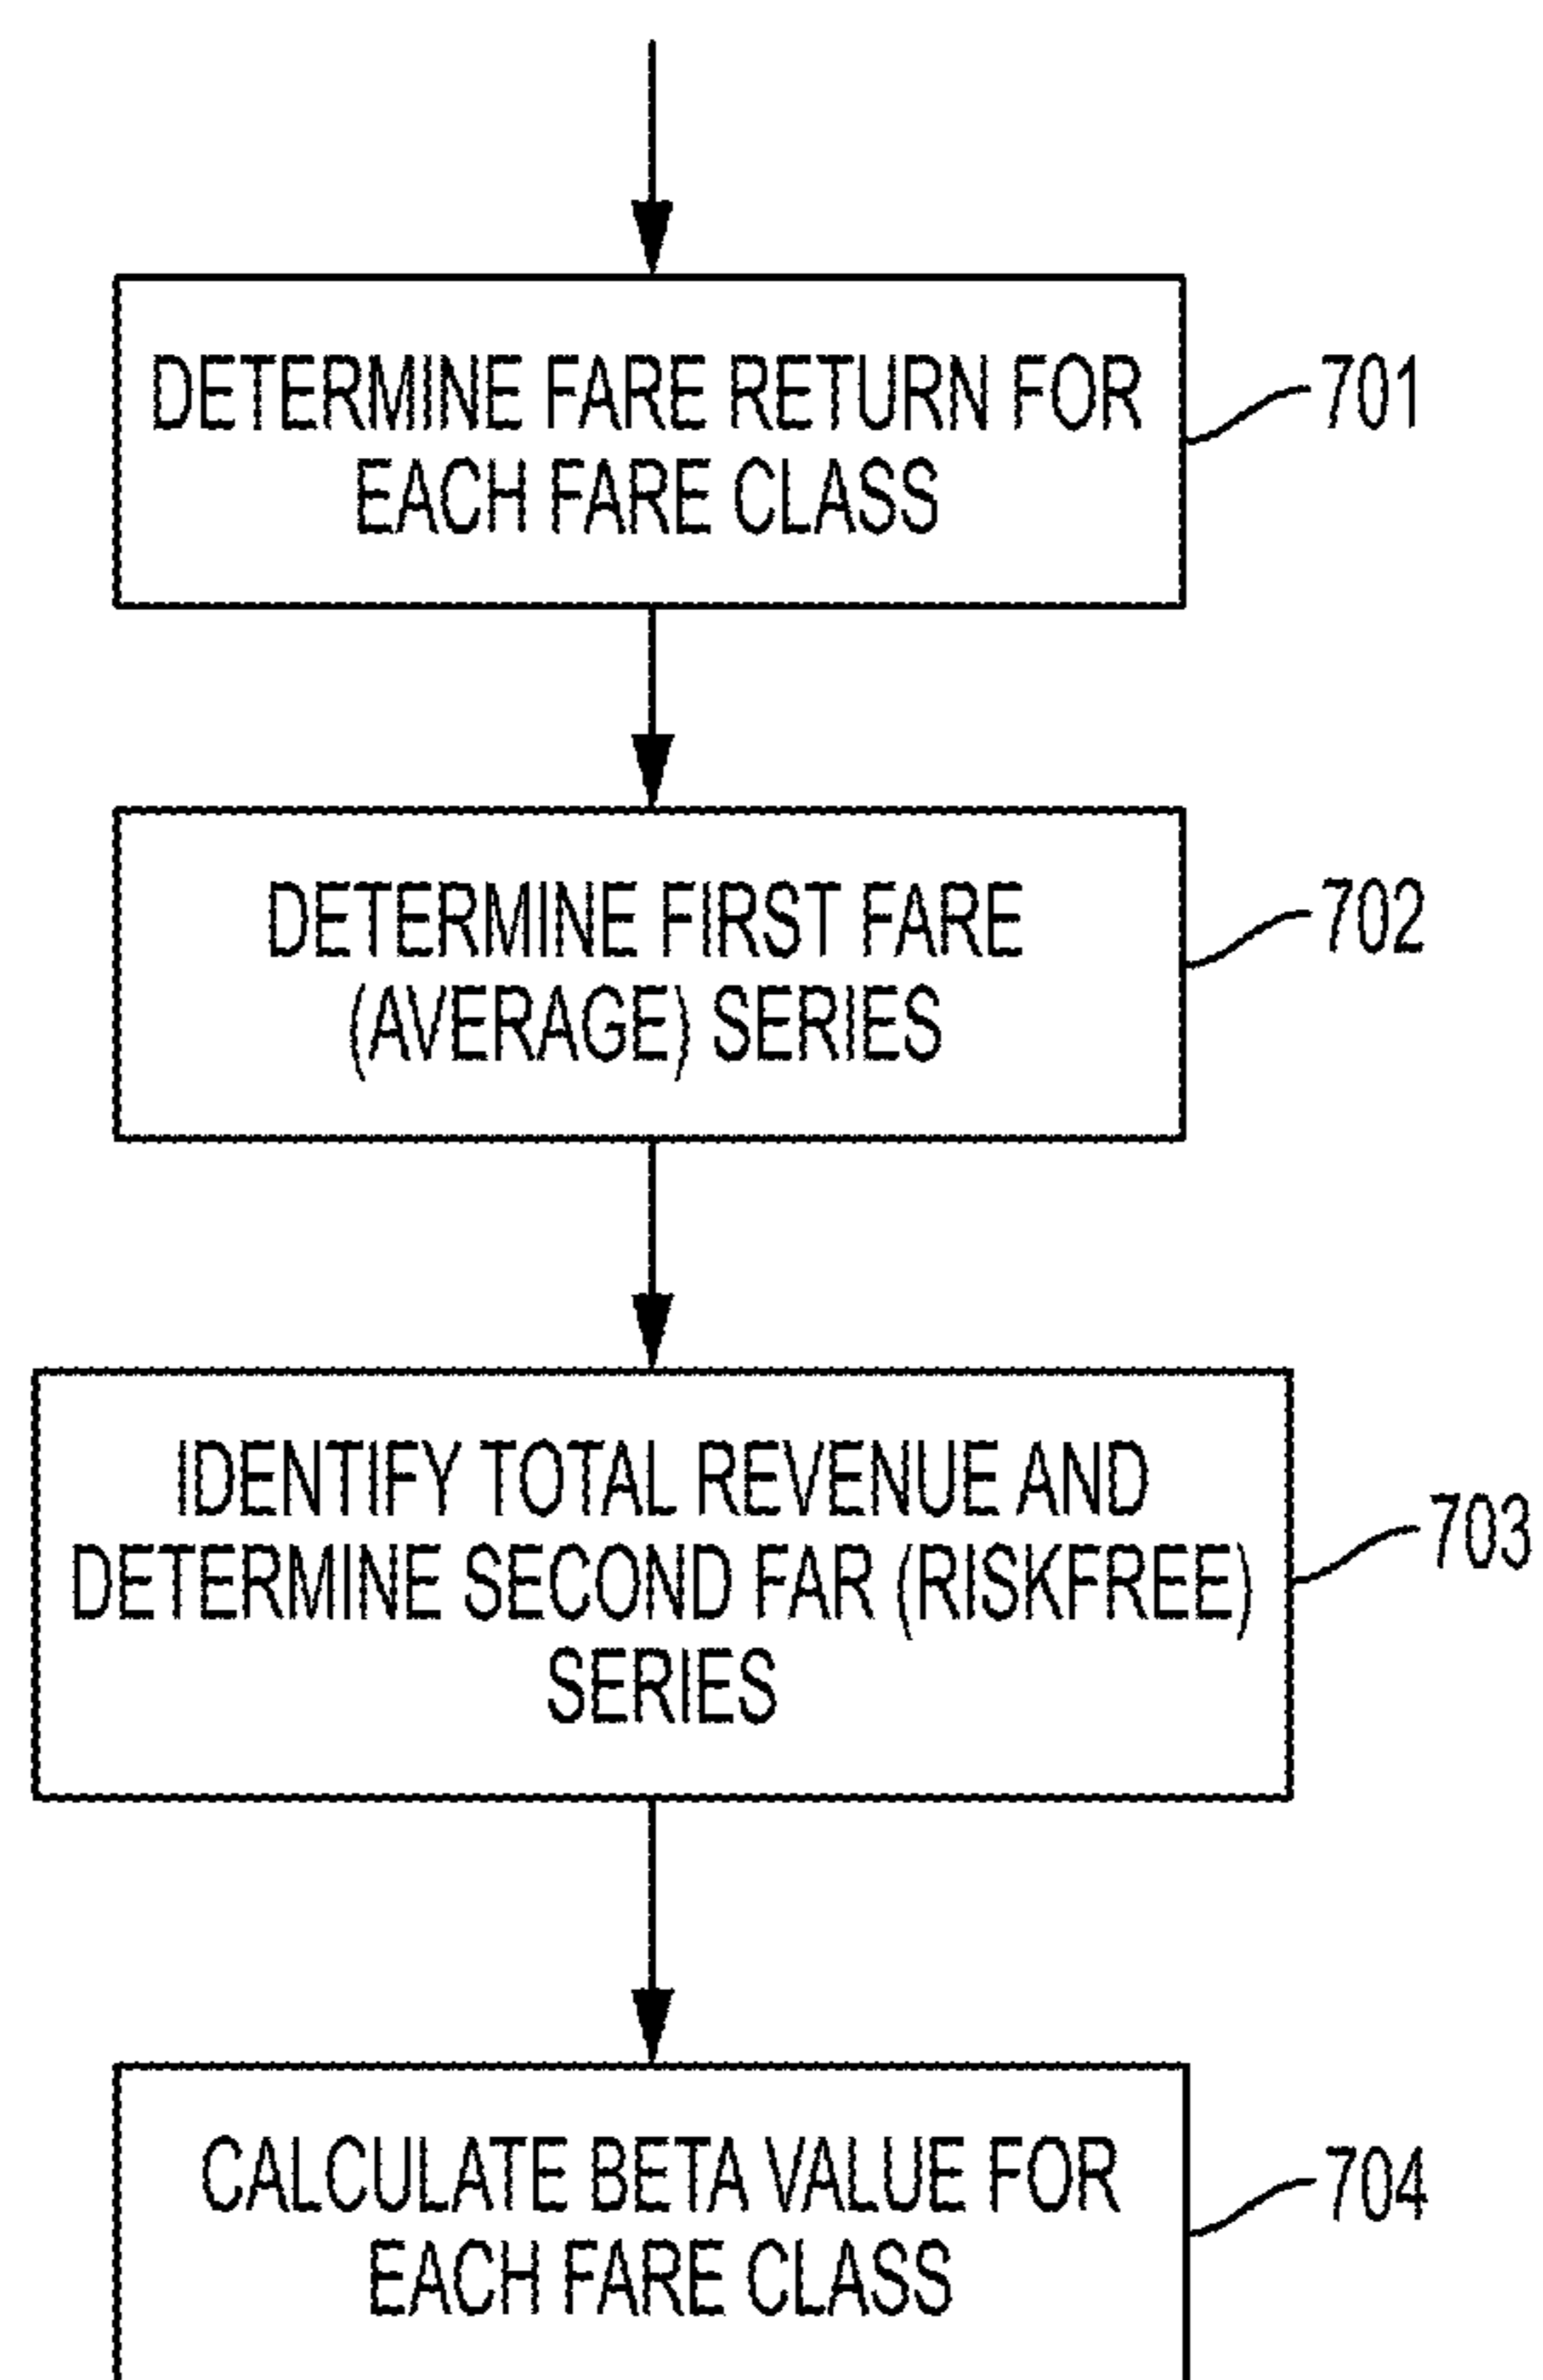 DETERMINE FARE RETURN FOR
EACH FARE CLASS
701
DETERMINE FIRST FARE
(AVERAGE) SERIES
702
IDENTIFY TOTAL REVENUE AND
DETERMINE SECOND FAR (RISKFREE)
SERIES
703
CALCULATE BETA VALUE FOR
EACH FARE CLASS
704